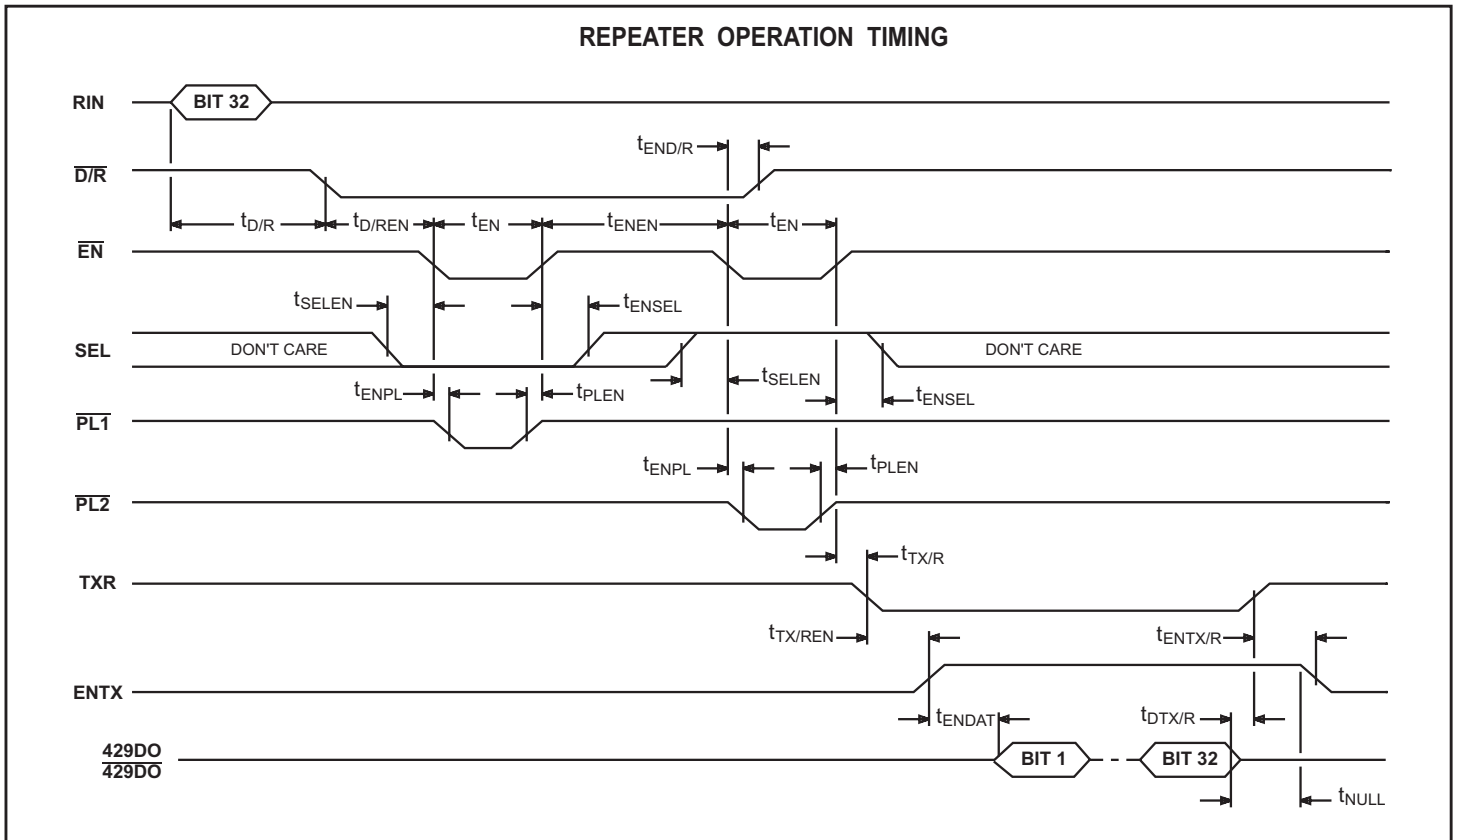 REPEATER OPERATION TIMING
RIN
BIT 32
tEND/R
D/R
tD/R
tD/REN
tEN
tENEN
tEN
EN
tSELEN
tENSEL
SEL
DON'T CARE
DON'T CARE
tSELEN
tENSEL
tENPL
tPLEN
PL1
tENPL
tPLEN
PL2
tTX/R
TXR
tTX/REN
tENTX/R
ENTX
tENDAT
tDTX/R
429DO
429DO
BIT 1
BIT 32
tNULL